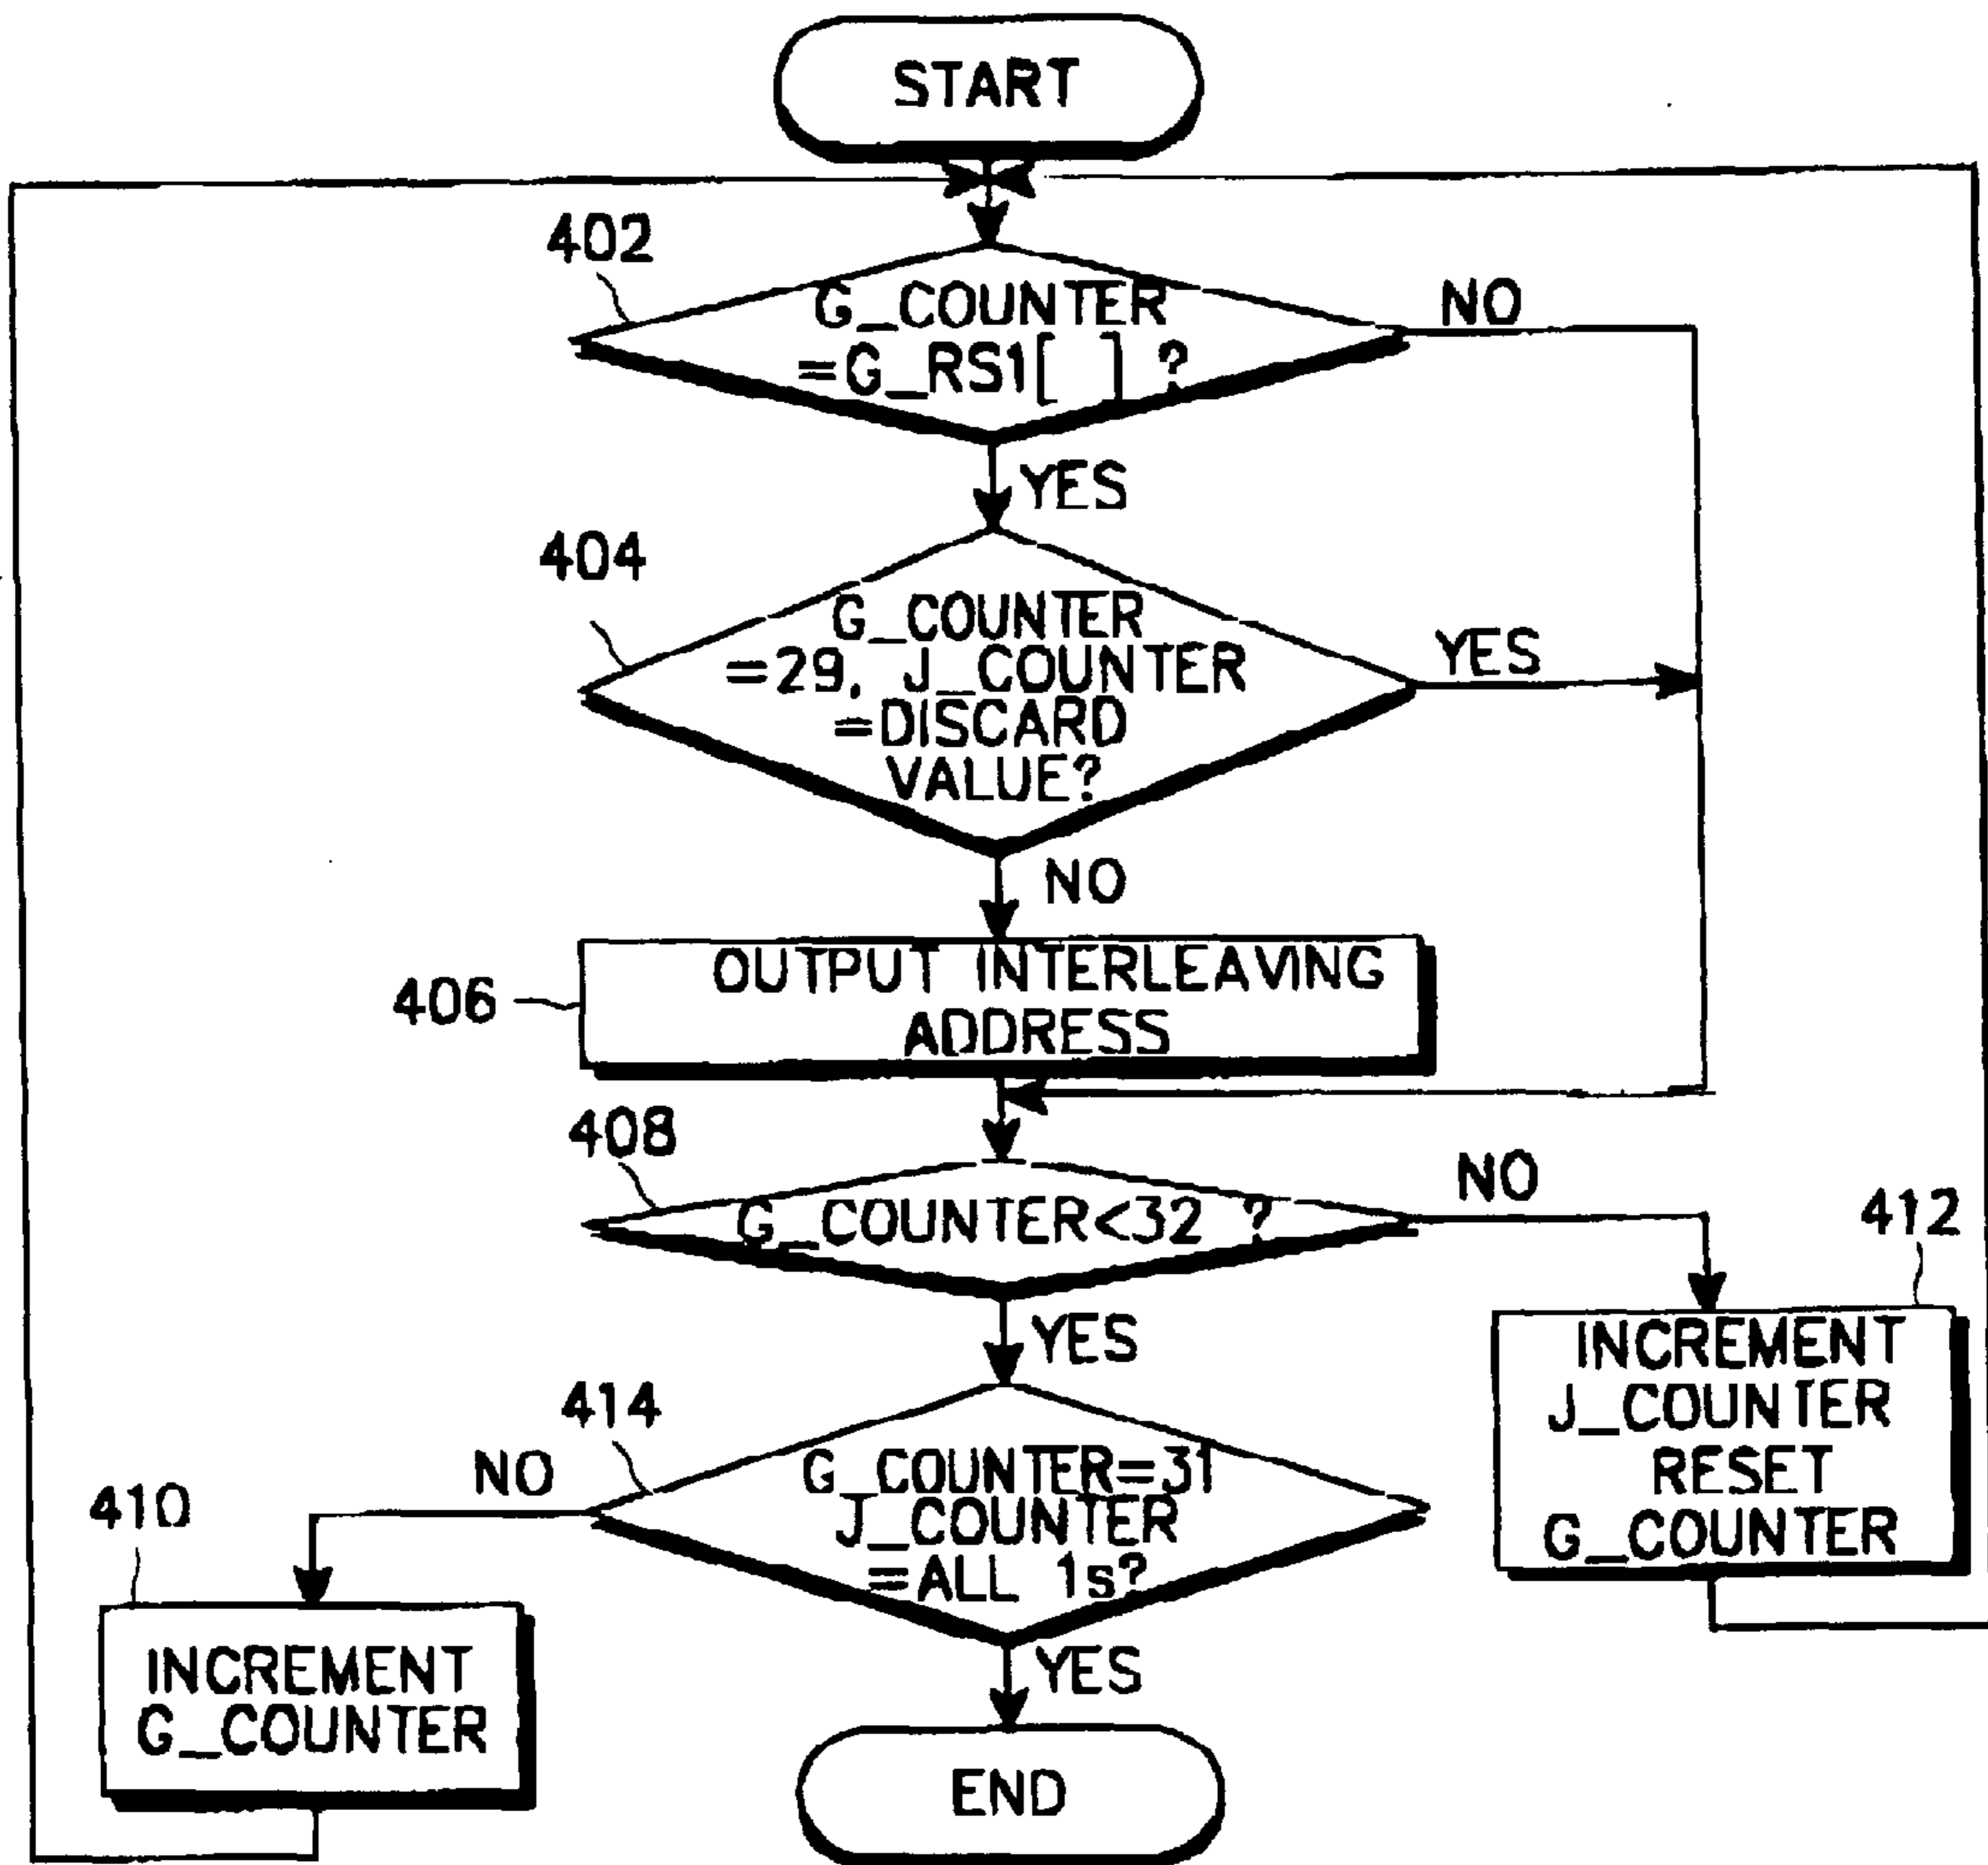 START
402
G_COUNTER
=G_RS1[ ] ?
NO
YES
404
G_COUNTER
=29, J_COUNTER
=DISCARD
VALUE?
YES
NO
406
OUTPUT INTERLEAVING
ADDRESS
408
G_COUNTER<32 ?
NO
412
INCREMENT
J_COUNTER
RESET
G_COUNTER
YES
414
G_COUNTER=31
J_COUNTER
=ALL 1s?
NO
410
INCREMENT
G_COUNTER
YES
END